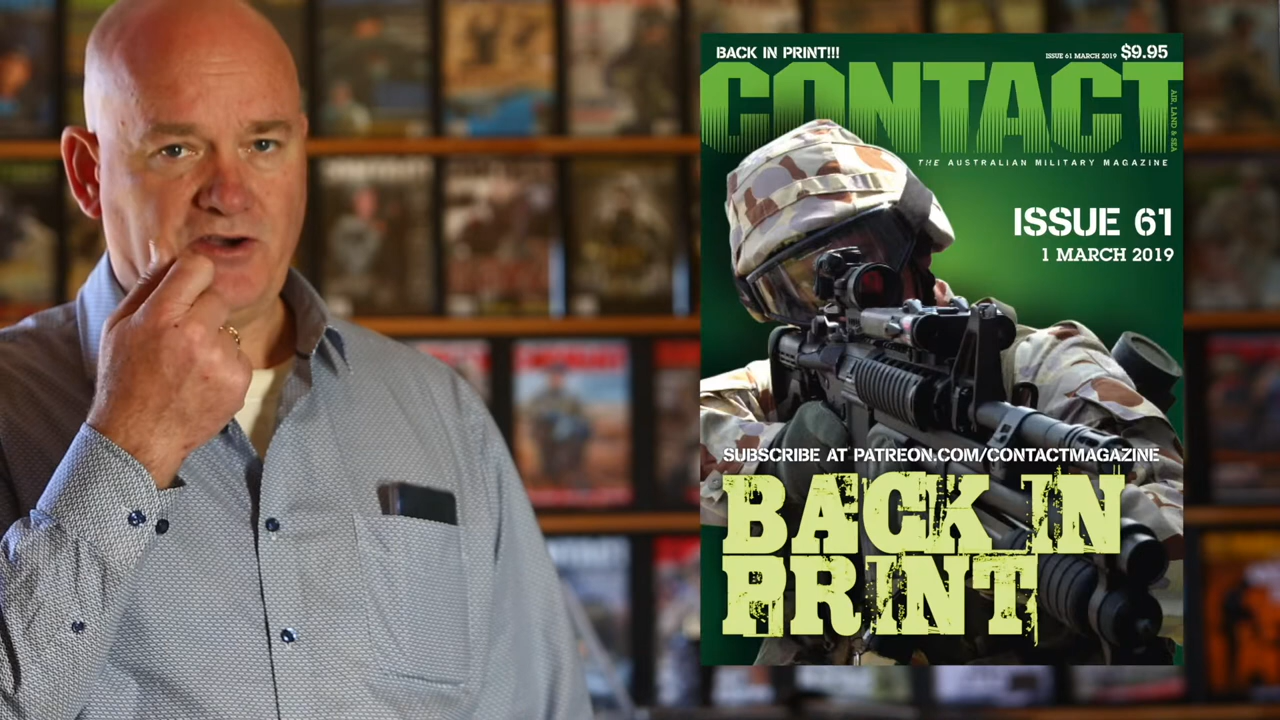 BACK IN PRINT!!!
ISSUE 61 MARCH 2019 $9.95
CONTACT
AIR, LAND & SEA
THE AUSTRALIAN MILITARY MAGAZINE
ISSUE 61
1 MARCH 2019
SUBSCRIBE AT PATREON.COM/CONTACTMAGAZINE
BACK IN
PRINT